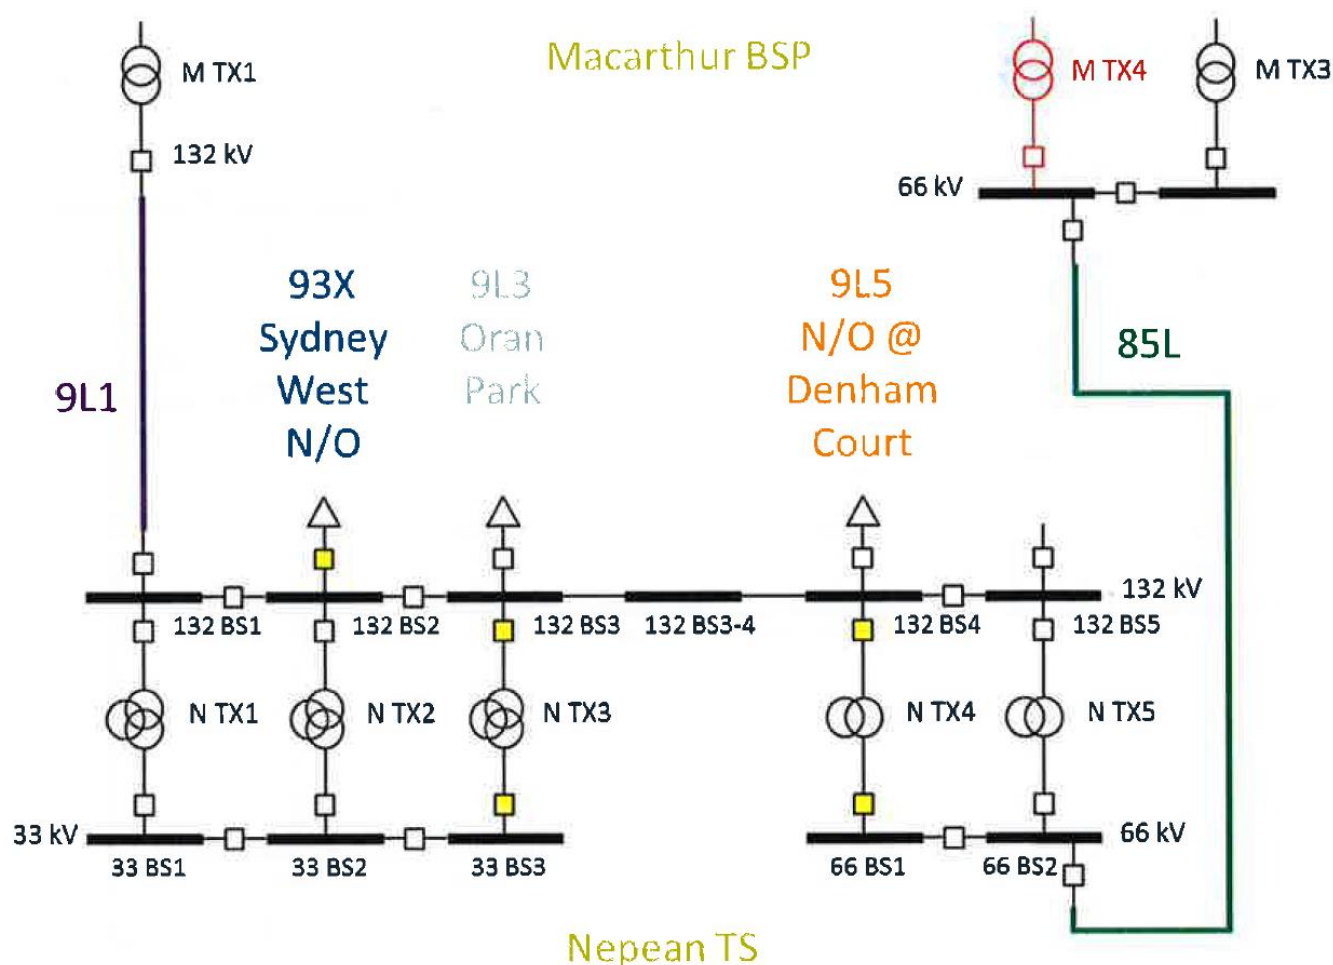 Macarthur BSP
M TX1
M TX4
M TX3
132 kV
66 kV
93X
Sydney
West
N/O
9L3
Oran
Park
9L5
N/O @
Denham
Court
85L
9L1
132 kV
132 BS1
132 BS2
132 BS3
132 BS3-4
132 BS4
132 BS5
N TX1
N TX2
N TX3
N TX4
N TX5
33 kV
66 kV
33 BS1
33 BS2
33 BS3
66 BS1
66 BS2
Nepean TS